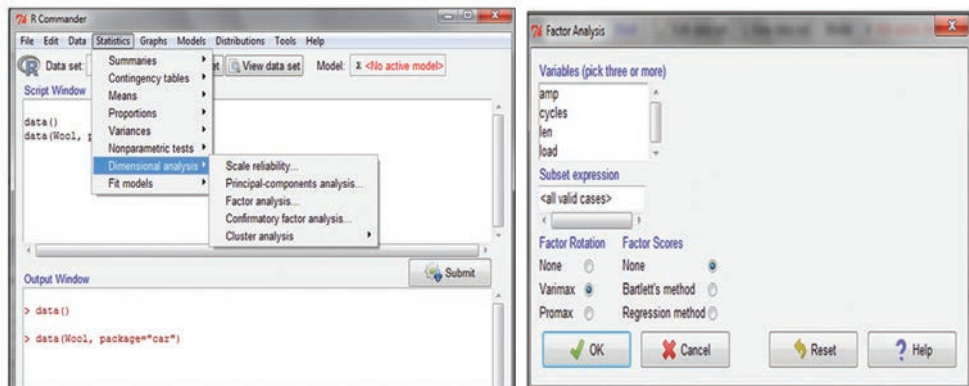 R Commander
File Edit Data Statistics Graphs Models Distributions Tools Help
Data set: et View data set Model: Σ <No active model>
Script Window
data()
data(Wool, p
Summaries
Contingency tables
Means
Proportions
Variances
Nonparametric tests
Dimensional analysis
Fit models
Scale reliability...
Principal-components analysis...
Factor analysis...
Confirmatory factor analysis...
Cluster analysis
Output Window
Submit
> data()
> data(Wool, package="car")
Factor Analysis
Variables (pick three or more)
amp
cycles
len
load
Subset expression
<all valid cases>
Factor Rotation Factor Scores
None None
Varimax Bartlett's method
Promax Regression method
OK Cancel Reset Help